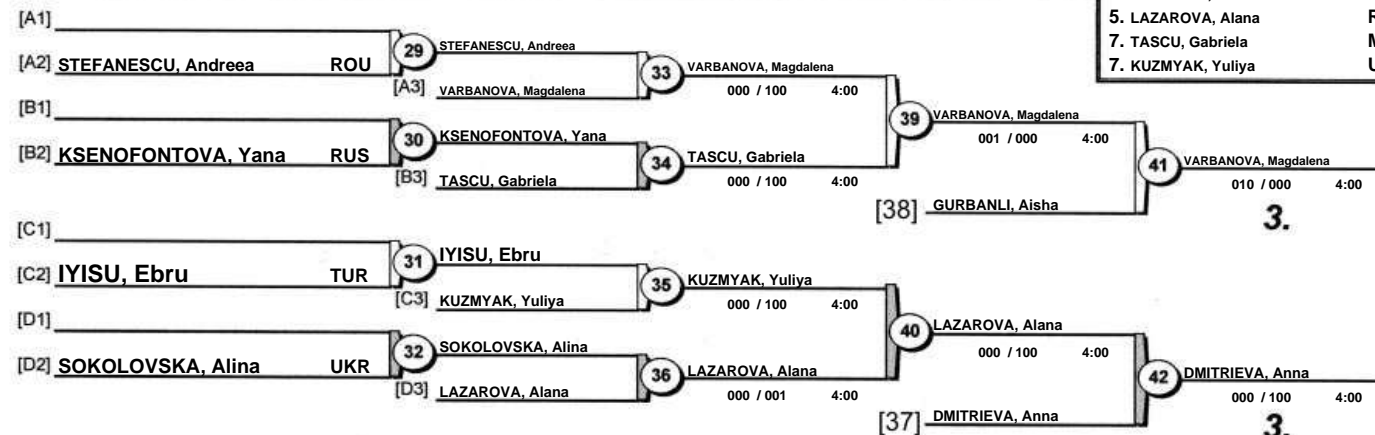 5. LAZAROVA, Alana
7. TASCU, Gabriela
7. KUZMYAK, Yuliya
[A1]
[A2] STEFANESCU, Andreea ROU
29
STEFANESCU, Andreea
[A3] VARBANOVA, Magdalena
33
VARBANOVA, Magdalena
000 / 100 4:00
[B1]
[B2] KSENOFONTOVA, Yana RUS
30
KSENOFONTOVA, Yana
[B3] TASCU, Gabriela
34
TASCU, Gabriela
000 / 100 4:00
39
VARBANOVA, Magdalena
001 / 000 4:00
[38] GURBANLI, Aisha
41
VARBANOVA, Magdalena
010 / 000 4:00
3.
[C1]
[C2] IYISU, Ebru TUR
31
IYISU, Ebru
[C3] KUZMYAK, Yuliya
35
KUZMYAK, Yuliya
000 / 100 4:00
[D1]
[D2] SOKOLOVSKA, Alina UKR
32
SOKOLOVSKA, Alina
[D3] LAZAROVA, Alana
36
LAZAROVA, Alana
000 / 001 4:00
40
LAZAROVA, Alana
000 / 100 4:00
[37] DMITRIEVA, Anna
42
DMITRIEVA, Anna
000 / 100 4:00
3.